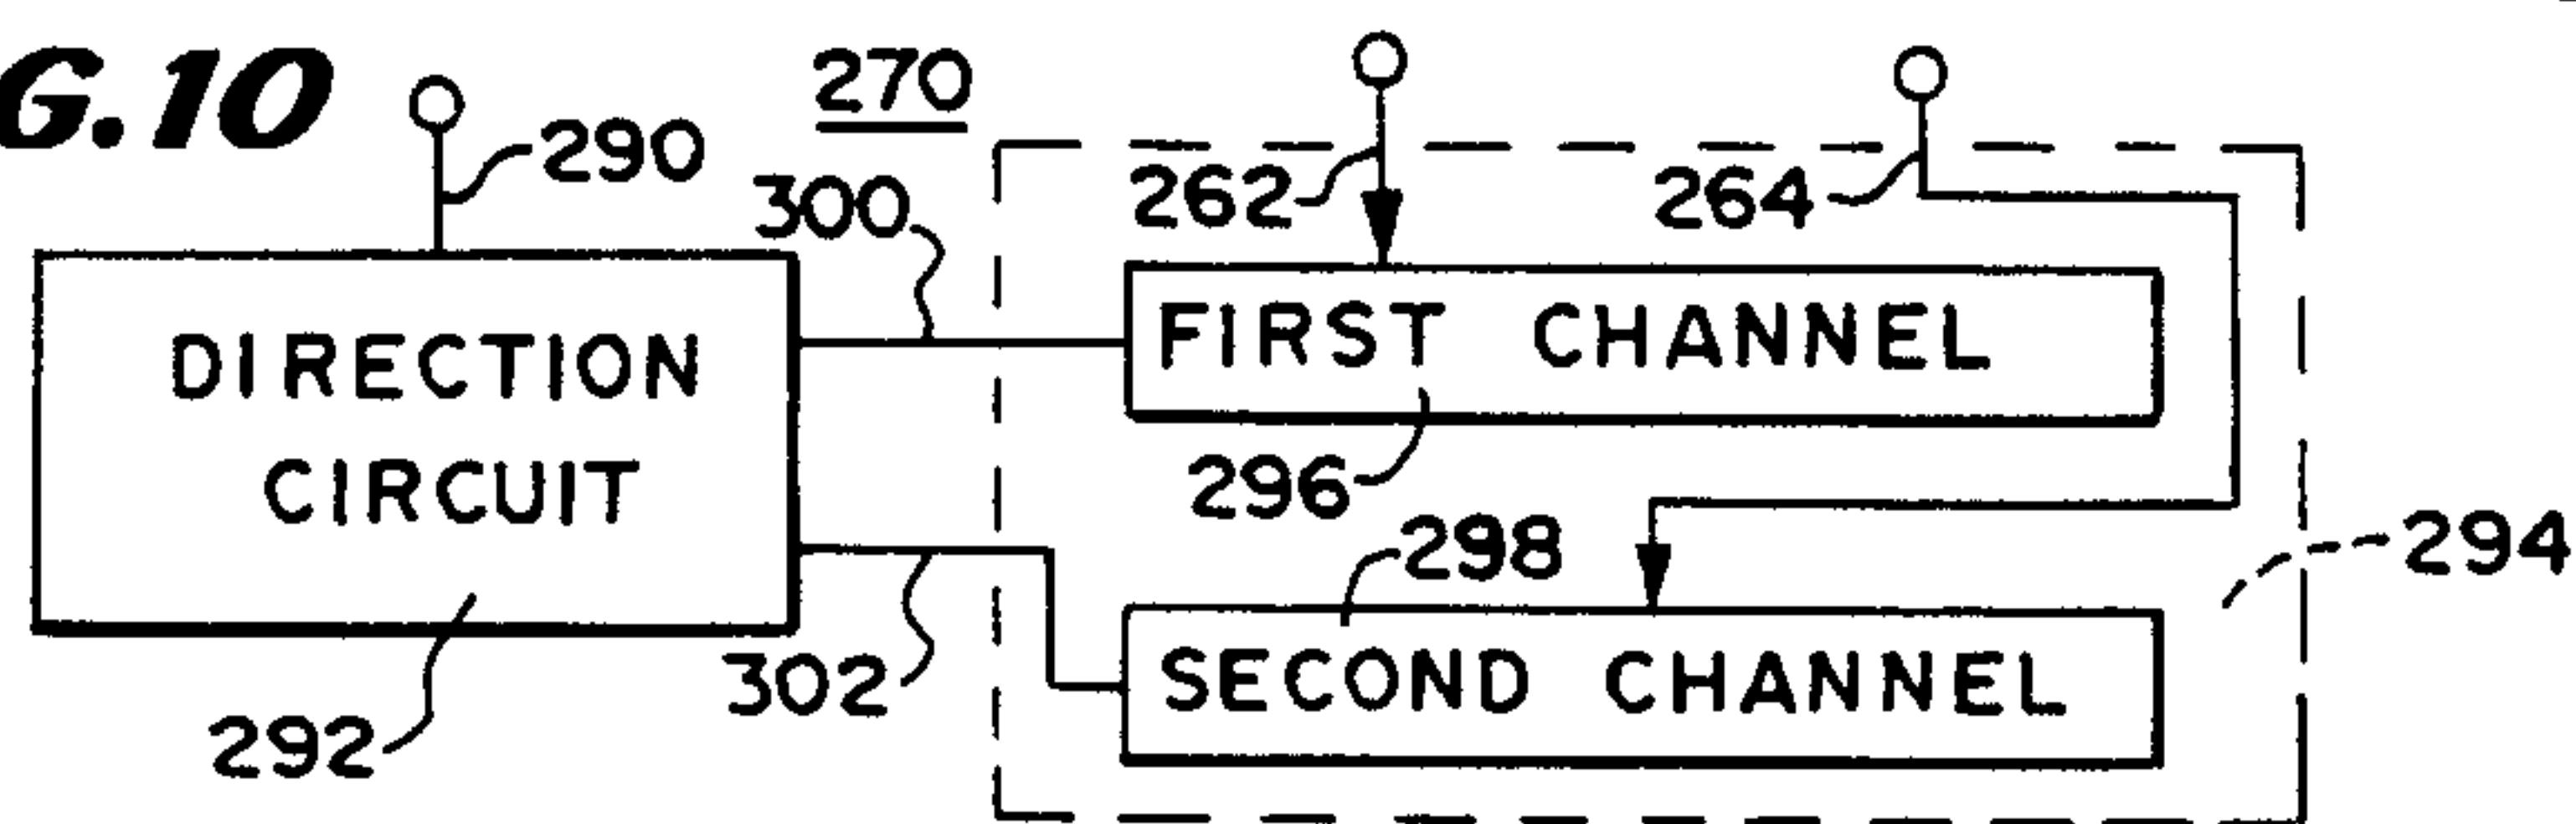 G.10
290
270
262
264
300
DIRECTION
CIRCUIT
FIRST CHANNEL
296
298
294
302
SECOND CHANNEL
292